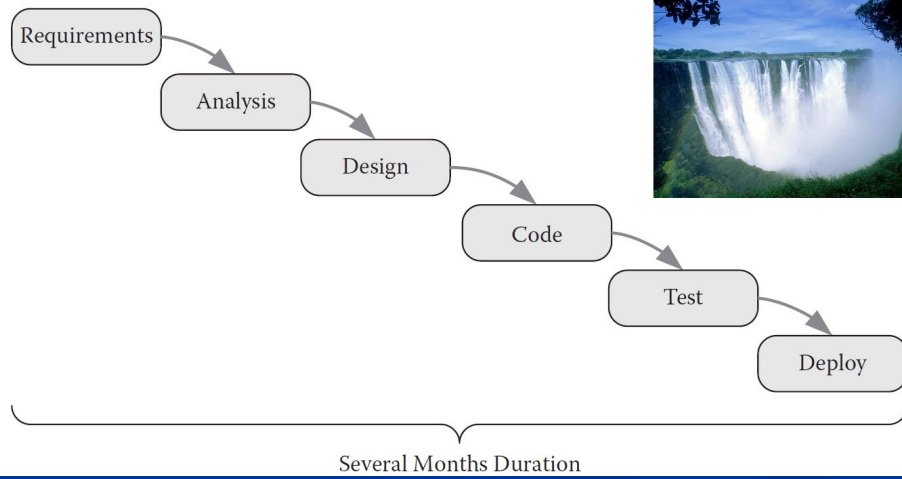 Requirements
Analysis
Design
Code
Test
Deploy
Several Months Duration